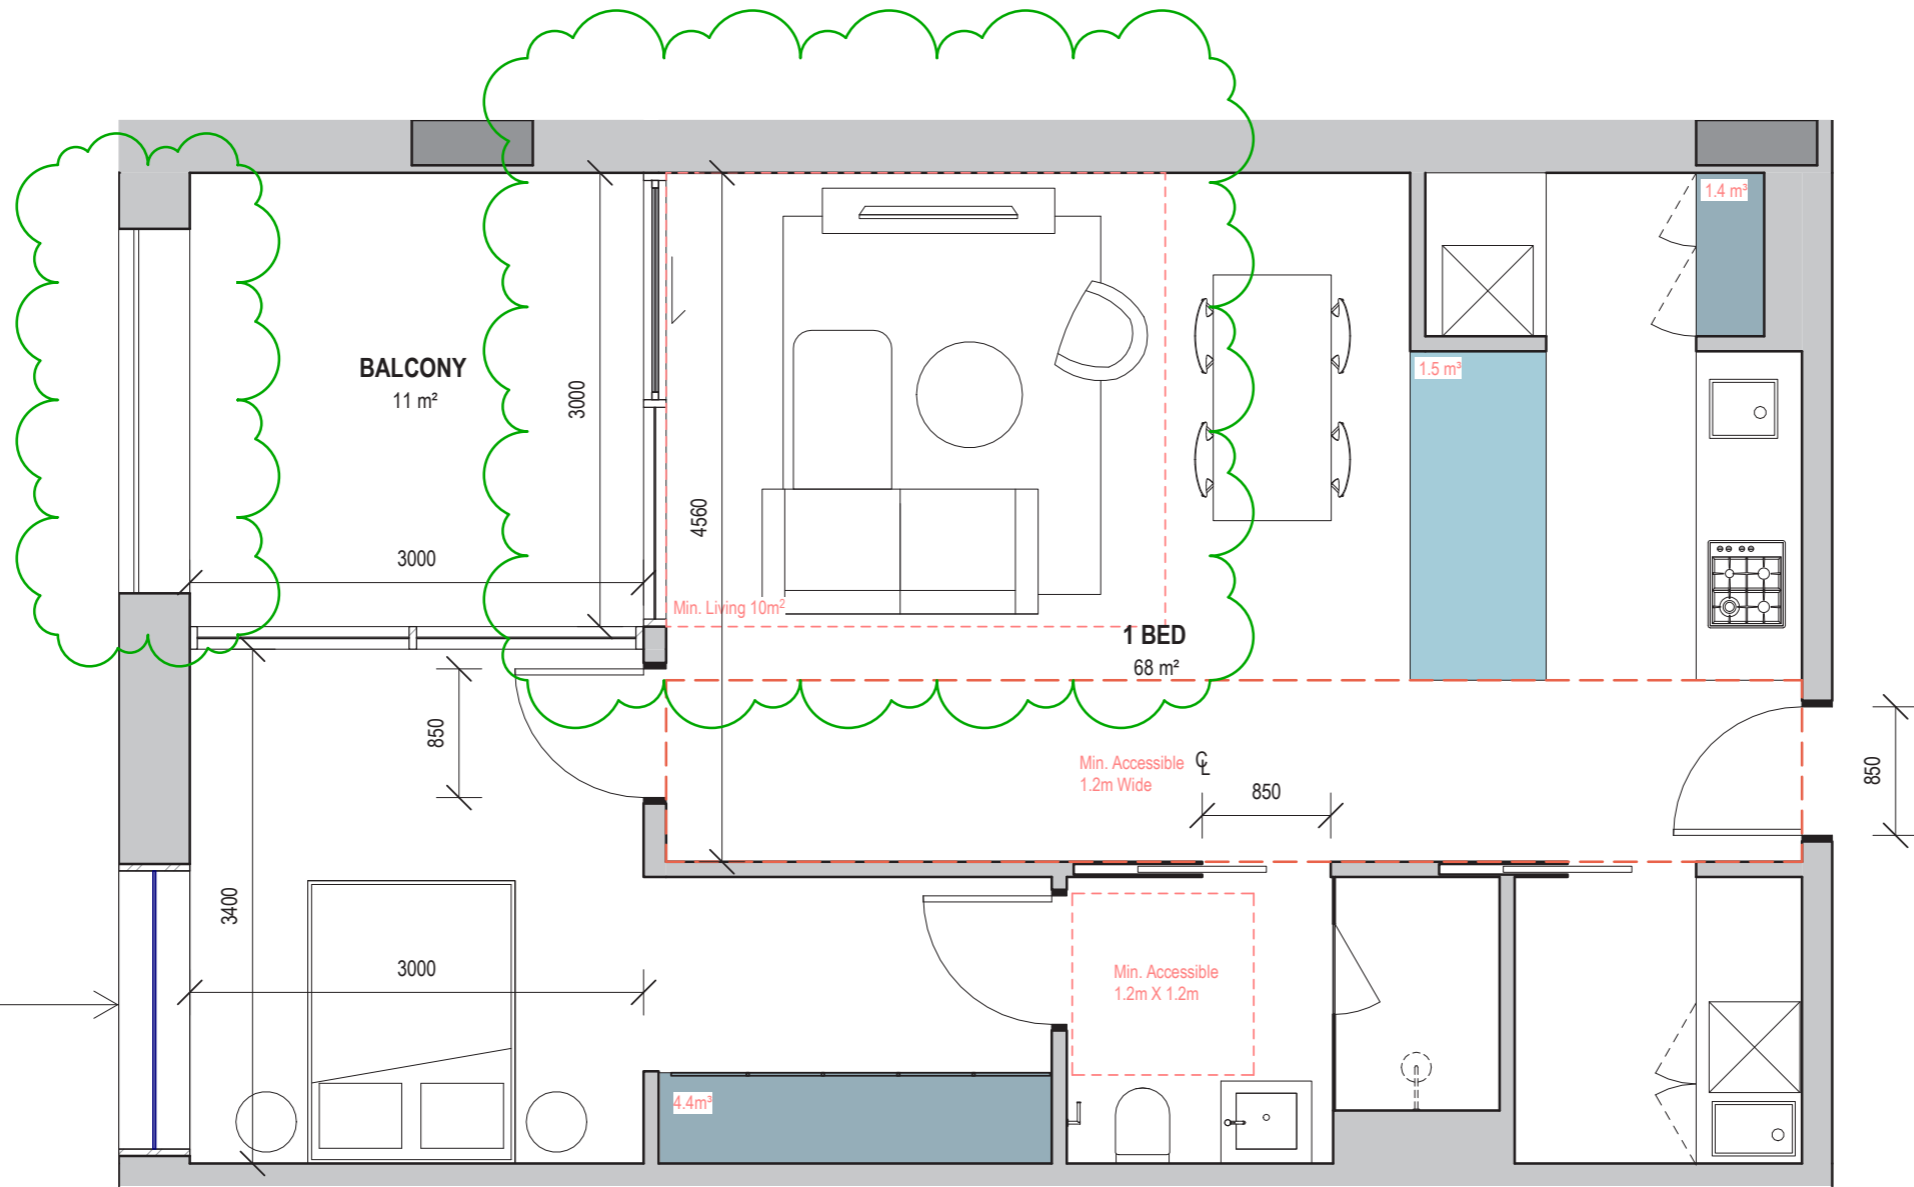 1.4 m³
BALCONY
11 m²
3000
1.5 m³
4560
3000
Min. Living 10m²
1 BED
68 m²
850
Min. Accessible
1.2m Wide
℄
850
850
3400
3000
Min. Accessible
1.2m X 1.2m
4.4m³